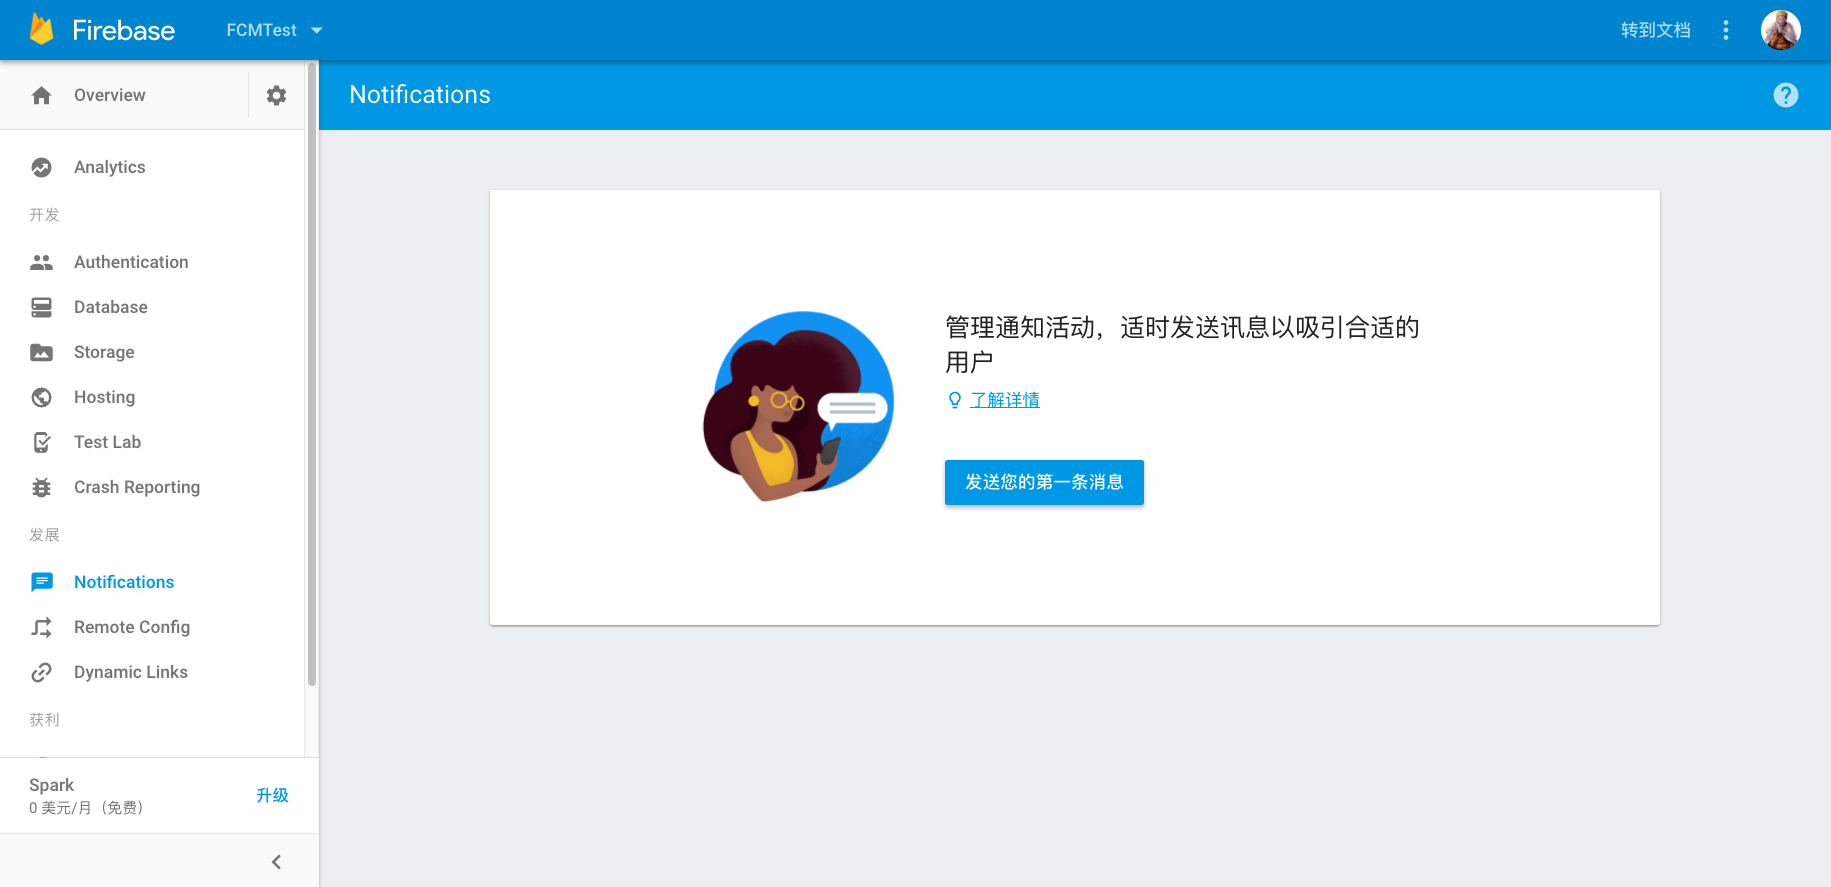 Firebase
FCMTest
转到文档
Overview
Notifications
Analytics
开发
Authentication
Database
Storage
Hosting
Test Lab
Crash Reporting
发展
Notifications
Remote Config
Dynamic Links
获利
Spark
0 美元/月（免费）
升级
管理通知活动，适时发送讯息以吸引合适的
用户
了解详情
发送您的第一条消息